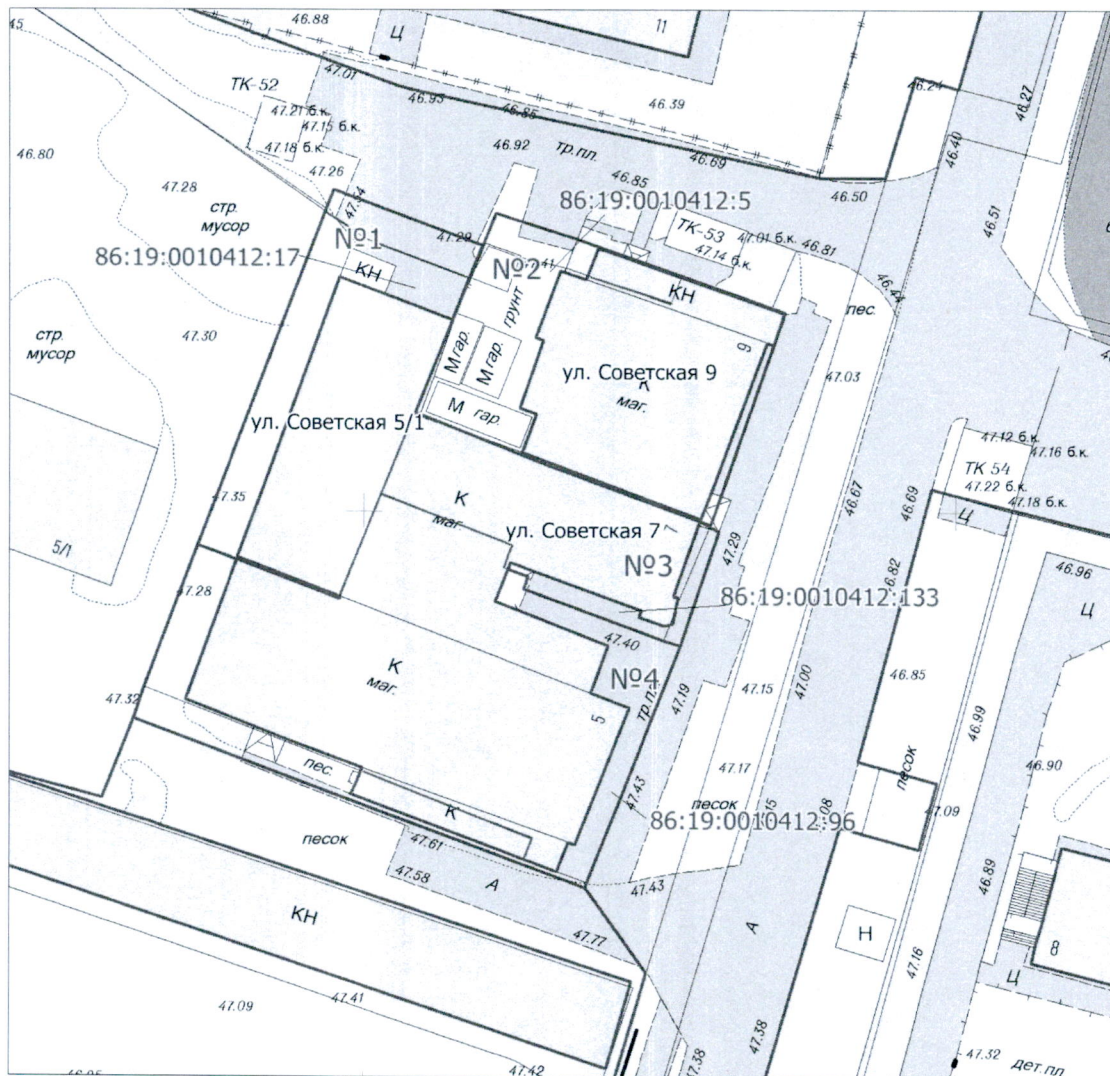 45
46.88
Ц
11
47.01
46.93
46.85
46.39
46.27
ТК-52
47.21 б.к.
47.15 б.к.
47.18 б.к.
46.92
тр.пл.
46.69
46.40
46.80
47.28
47.26
46.85
46.50
46.51
стр.
мусор
86:19:0010412:5
ТК-53
47.01 б.к.
46.81
47.14 б.к.
№1
47.29
86:19:0010412:17
КН
№2
КН
46.44
пес.
грунт
47.30
стр.
мусор
М гар.
М гар.
9
ул. Советская 9
К
маг.
47.03
М гар.
ул. Советская 5/1
47.12 б.к.
47.16 б.к.
ТК 54
47.22 б.к.
47.18 б.к.
46.67
46.69
Ц
47.35
К
маг.
ул. Советская 7
7
47.29
5/1
№3
46.82
46.96
47.28
86:19:0010412:133
Ц
47.40
К
маг.
№4
46.85
47.32
тр.пл.
47.19
47.15
47.00
5
46.99
пес.
47.17
46.90
47.43
песок
песок
К
86:19:0010412:96
47.09
песок
47.61
46.89
47.58
А
47.43
КН
А
Н
8
47.77
47.16
Ц
47.09
47.41
47.38
47.42
47.38
47.32
дет.пл